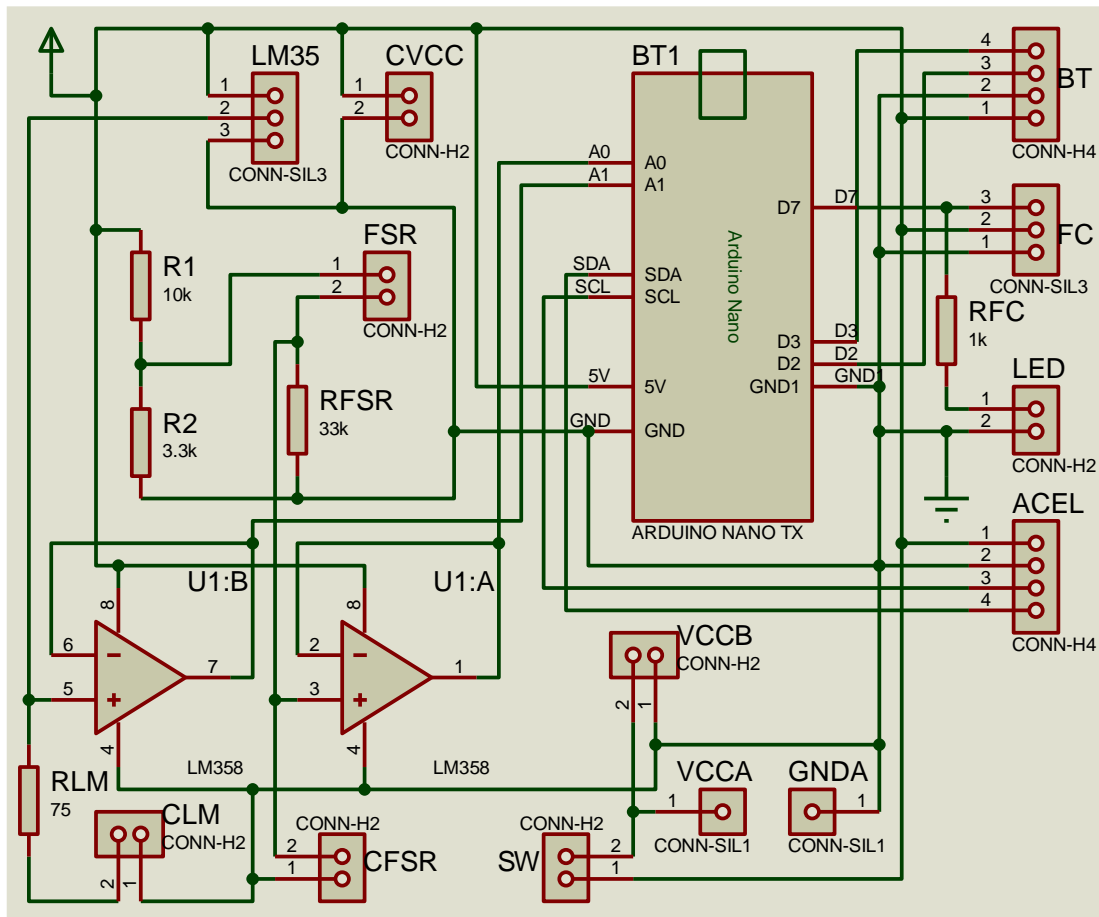 LM35
1
2
3
CONN-SIL3
CVCC
1
2
CONN-H2
BT1
A0
A1
SDA
SCL
5V
GND
A0
A1
SDA
SCL
5V
GND
D7
D3
D2
GND1
D7
D3
D2
GND1
Arduino Nano
ARDUINO NANO TX
4
3
2
1
BT
CONN-H4
3
2
1
FC
CONN-SIL3
RFC
1k
LED
1
2
CONN-H2
ACEL
1
2
3
4
CONN-H4
R1
10k
R2
3.3k
FSR
1
2
CONN-H2
RFSR
33k
U1:B
8
6
5
7
4
LM358
U1:A
8
2
3
1
4
LM358
RLM
75
CLM
CONN-H2
2
1
CONN-H2
2
1
CFSR
VCCB
CONN-H2
2
1
VCCA
1
CONN-SIL1
GNDA
1
CONN-SIL1
CONN-H2
SW
2
1